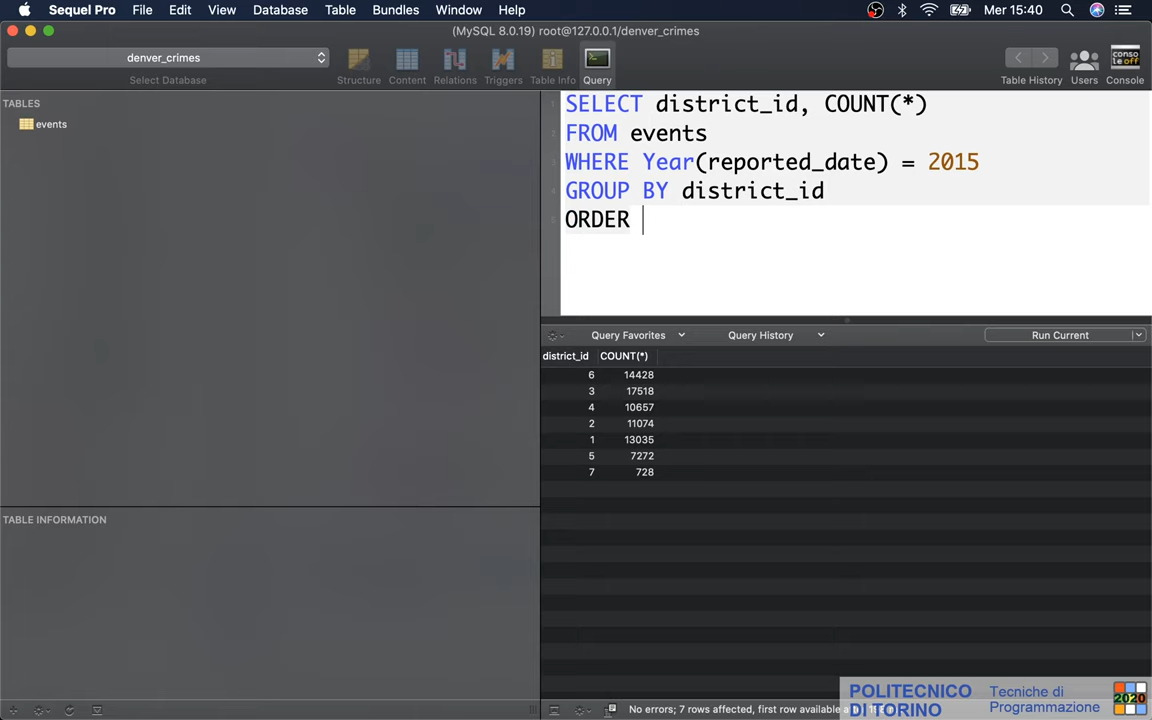 Sequel Pro File Edit View Database Table Bundles Window Help Mer 15:40
(MySQL 8.0.19) root@127.0.0.1/denver_crimes
denver_crimes
Select Database Structure Content Relations Triggers Table Info Query Table History Users Console
TABLES
events
SELECT district_id, COUNT(*)
FROM events
WHERE Year(reported_date) = 2015
GROUP BY district_id
ORDER
Query Favorites Query History Run Current
district_id COUNT(*)
6 14428
3 17518
4 10657
2 11074
1 13035
5 7272
7 728
TABLE INFORMATION
No errors; 7 rows affected, first row available
POLITECNICO
DI TORINO
Tecniche di
Programmazione
2020